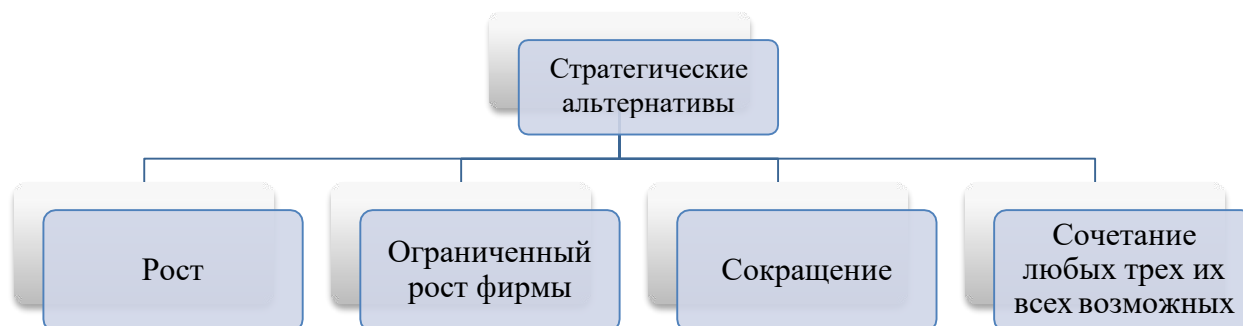 Стратегические
альтернативы
Рост
Ограниченный
рост фирмы
Сокращение
Сочетание
любых трех их
всех возможных